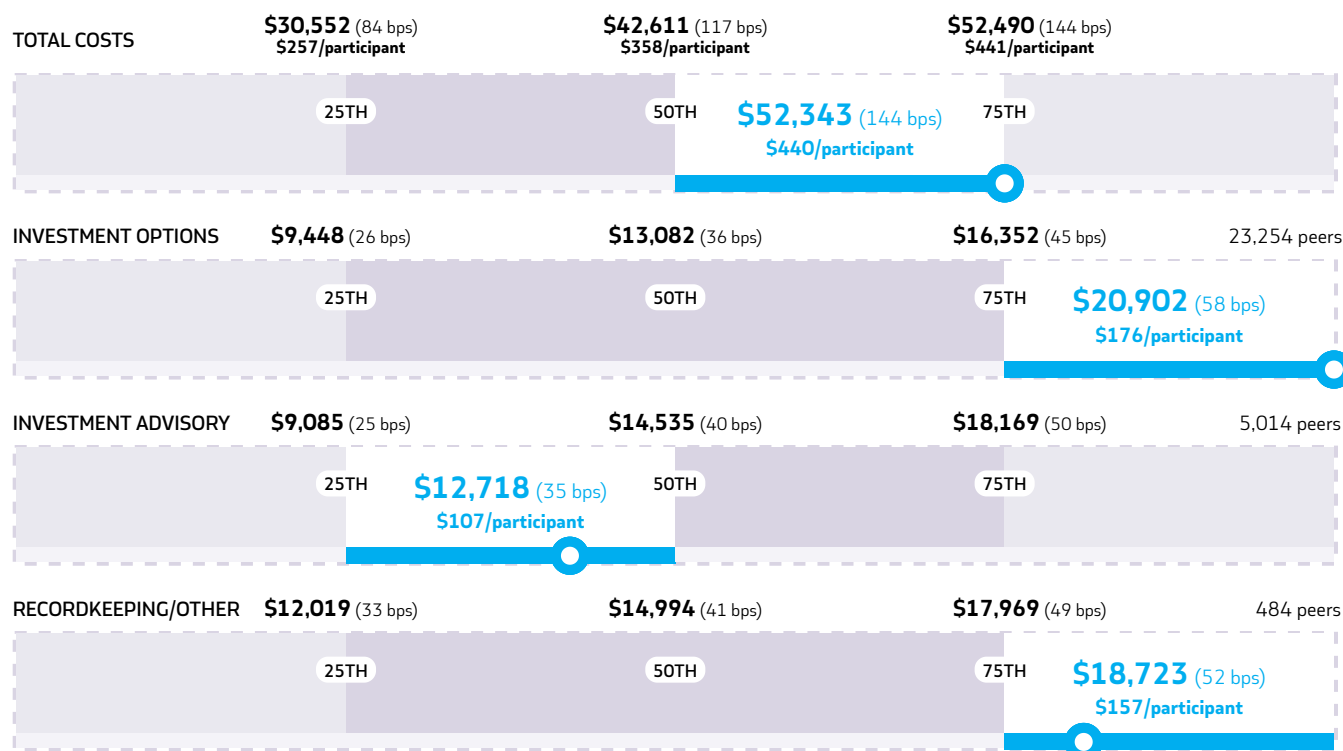 TOTAL COSTS
$30,552 (84 bps)
$257/participant
$42,611 (117 bps)
$358/participant
$52,490 (144 bps)
$441/participant
25TH
50TH
$52,343 (144 bps)
$440/participant
75TH
INVESTMENT OPTIONS
$9,448 (26 bps)
$13,082 (36 bps)
$16,352 (45 bps)
23,254 peers
25TH
50TH
75TH
$20,902 (58 bps)
$176/participant
INVESTMENT ADVISORY
$9,085 (25 bps)
$14,535 (40 bps)
$18,169 (50 bps)
5,014 peers
25TH
$12,718 (35 bps)
$107/participant
50TH
75TH
RECORDKEEPING/OTHER
$12,019 (33 bps)
$14,994 (41 bps)
$17,969 (49 bps)
484 peers
25TH
50TH
75TH
$18,723 (52 bps)
$157/participant